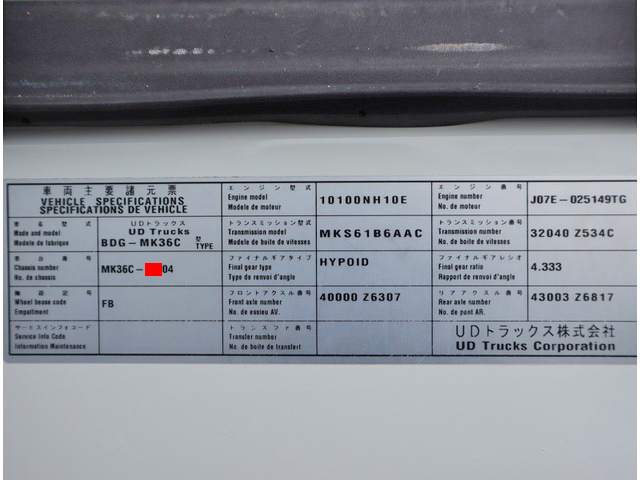 車両主要諸元票
VEHICLE SPECIFICATIONS
SPECIFICATIONS DE VEHICLE
車名型式
Made and model
Modele de fabrique
UDトラックス
UD Trucks
BDG-MK36C 型 TYPE
車台番号
Chassis number
No. de chassis
MK36C- 04
Wheel base code
Empattement
FB
サービスインフォコード
Service Info Code
Information Maintenance
エンジン型式
Engine model
Modele de moteur
10100NH10E
トランスミッション型式
Transmission model
Modele de boite de vitesses
MKS61B6AAC
ファイナルギアタイプ
Final gear type
Type de renvoi d'angle
HYPOID
フロントアクスル番号
Front axle number
No. de essieu AV.
40000 Z6307
トランスファ番号
Transfer number
No. de boite de transfert
エンジン番号
Engine number
No. de moteur
J07E-025149TG
トランスミッション番号
Transmission number
No. de boite de vitesses
32040 Z534C
ファイナルギアレシオ
Final gear ratio
Rapport de renvoi d'angle
4.333
リアアクスル番号
Rear axle number
No. de pont AR.
43003 Z6817
UDトラックス株式会社
UD Trucks Corporation